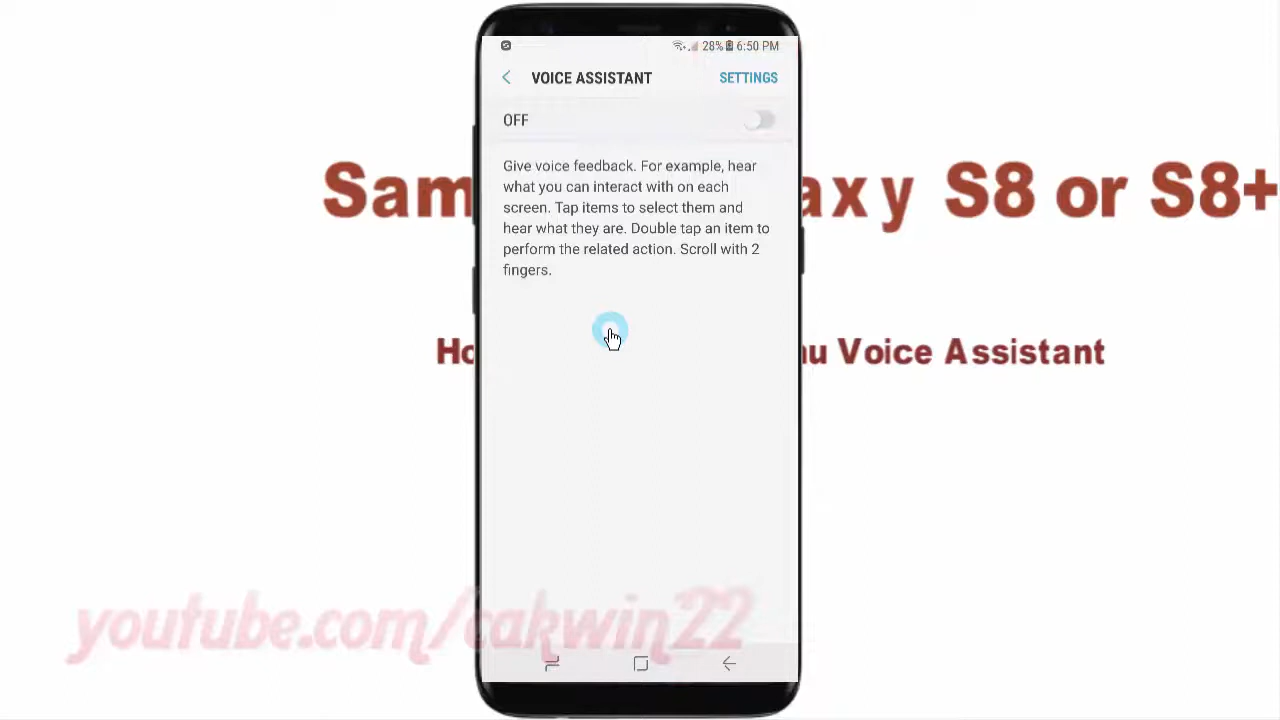 28% 6:50 PM
VOICE ASSISTANT
SETTINGS
OFF
Give voice feedback. For example, hear
what you can interact with on each
screen. Tap items to select them and
hear what they are. Double tap an item to
perform the related action. Scroll with 2
fingers.
Sam axy S8 or S8+
Ho nu Voice Assistant
youtube.com/cakwin22